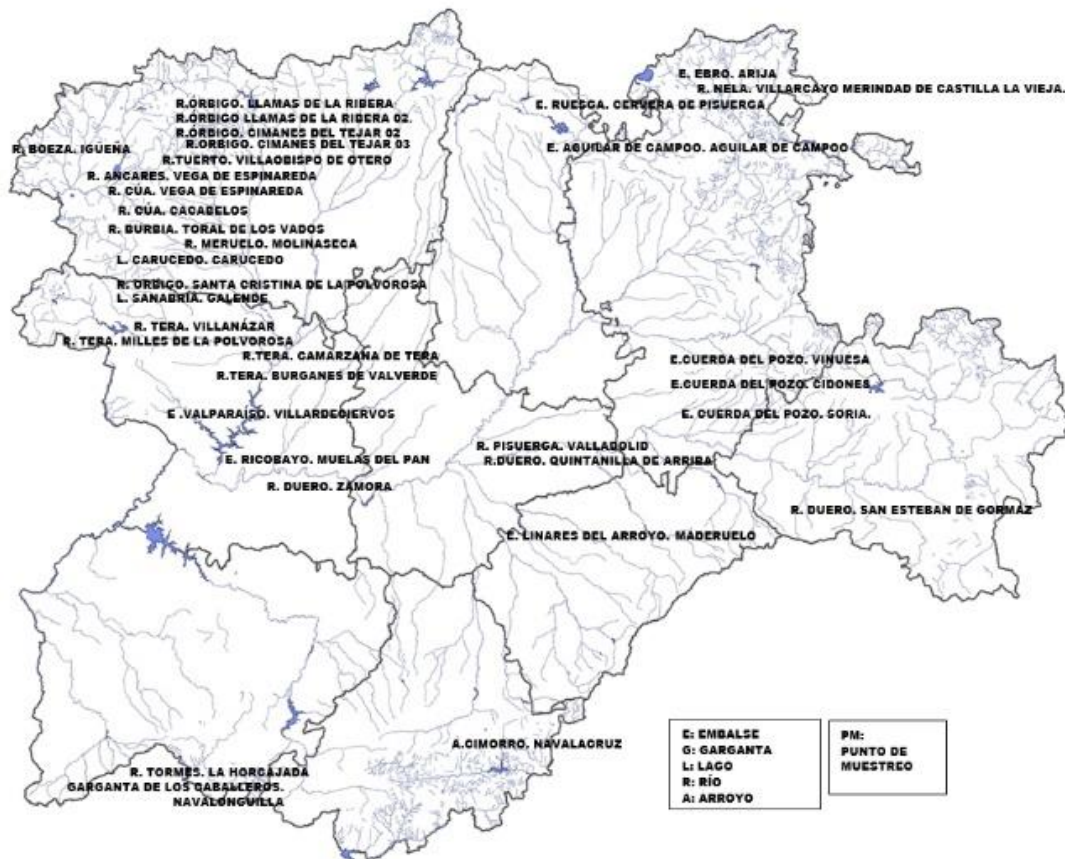 E. EBRO. ARIJA
R. NELA. VILLARCAYO MERINDAD DE CASTILLA LA VIEJA.
R.ÓRBIGO. LLAMAS DE LA RIBERA
E. RUESGA. CERVERA DE PISUERGA
R.ÓRBIGO LLAMAS DE LA RIBERA 02.
R.ÓRBIGO. CIMANES DEL TEJAR 02
R.ORBIGO. CIMANES DEL TEJAR 03
R. BOEZA. IGÜEÑA
E. AGUILAR DE CAMPOO. AGUILAR DE CAMPOO
R.TUERTO. VILLAOBISPO DE OTERO
R. ANCARES. VEGA DE ESPINAREDA
R. CÚA. VEGA DE ESPINAREDA
R. CÚA. CACABELOS
R. BURBIA. TORAL DE LOS VADOS
R. MERUELO. MOLINASECA
L. CARUCEDO. CARUCEDO
R. ORBIGO. SANTA CRISTINA DE LA POLVOROSA
L. SANABRIA. GALENDE
R. TERA. VILLANÁZAR
R. TERA. MILLES DE LA POLVOROSA
R.TERA. CAMARZANA DE TERA
E.CUERDA DEL POZO. VINUESA
R.TERA. BURGANES DE VALVERDE
E.CUERDA DEL POZO. CIDONES
E .VALPARAÍSO. VILLARDECIERVOS
E. CUERDA DEL POZO. SORIA.
R. PISUERGA. VALLADOLID
E. RICOBAYO. MUELAS DEL PAN
R.DUERO. QUINTANILLA DE ARRIBA
R. DUERO. ZAMORA
R. DUERO. SAN ESTEBAN DE GORMAZ
E. LINARES DEL ARROYO. MADERUELO
A.CIMORRO. NAVALACRUZ
R. TORMES. LA HORCAJADA
GARGANTA DE LOS CABALLEROS.
NAVALONGUILLA
E: EMBALSE
G: GARGANTA
L: LAGO
R: RÍO
A: ARROYO
PM:
PUNTO DE
MUESTREO